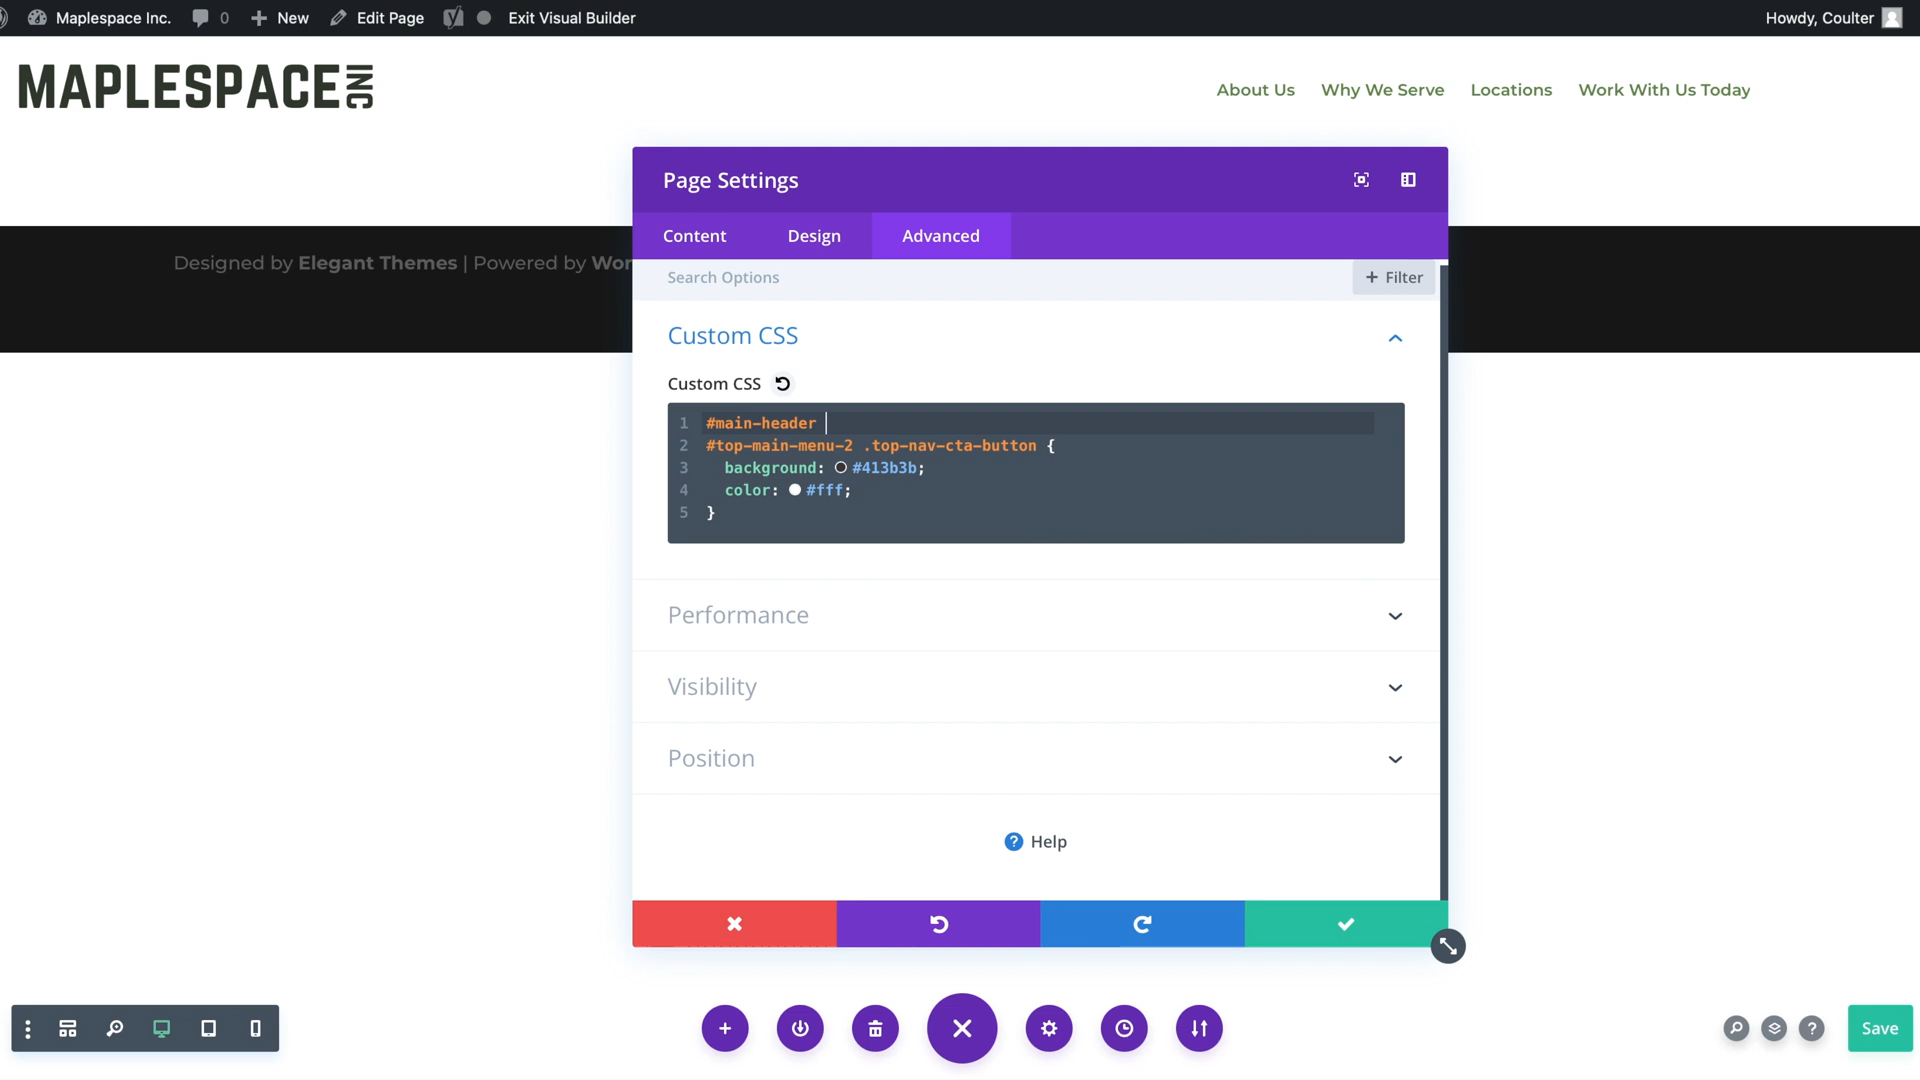 Maplespace Inc. 0 New Edit Page Exit Visual Builder Howdy, Coulter
MAPLESPACE INC
About Us Why We Serve Locations Work With Us Today
Page Settings
Content Design Advanced
Designed by Elegant Themes | Powered by Wor
Search Options + Filter
Custom CSS
Custom CSS
1 #main-header
2 #top-main-menu-2 .top-nav-cta-button {
3 background: #413b3b;
4 color: #fff;
5 }
Performance
Visibility
Position
? Help
? Save